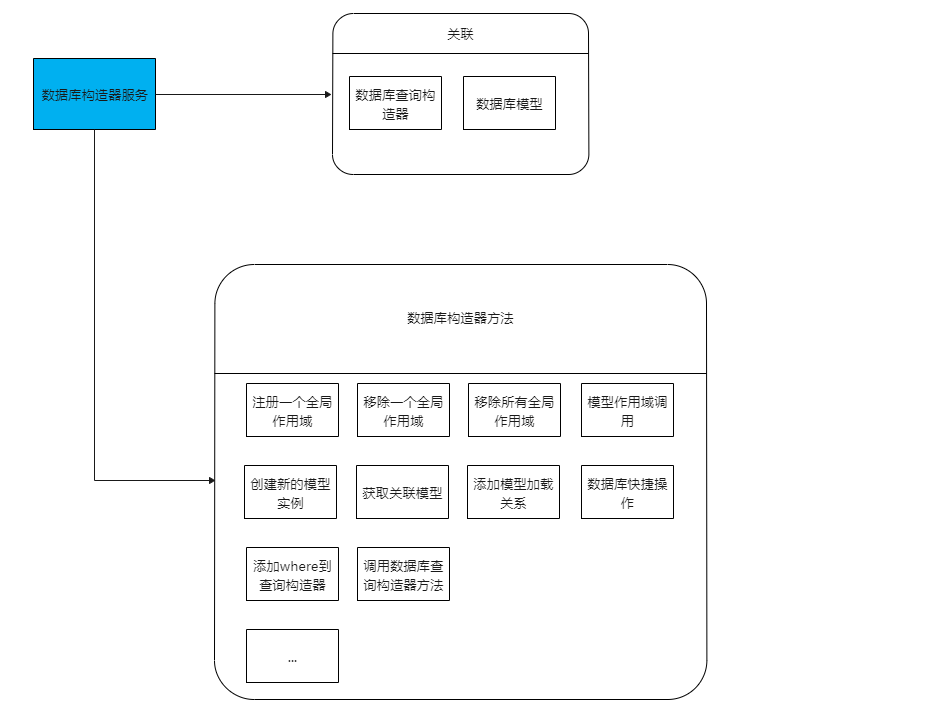 关联
数据库构造器服务
数据库查询构
造器
数据库模型
数据库构造器方法
注册一个全局
作用域
移除一个全局
作用域
移除所有全局
作用域
模型作用域调
用
创建新的模型
实例
获取关联模型
添加模型加载
关系
数据库快捷操
作
添加where到
查询构造器
调用数据库查
询构造器方法
...